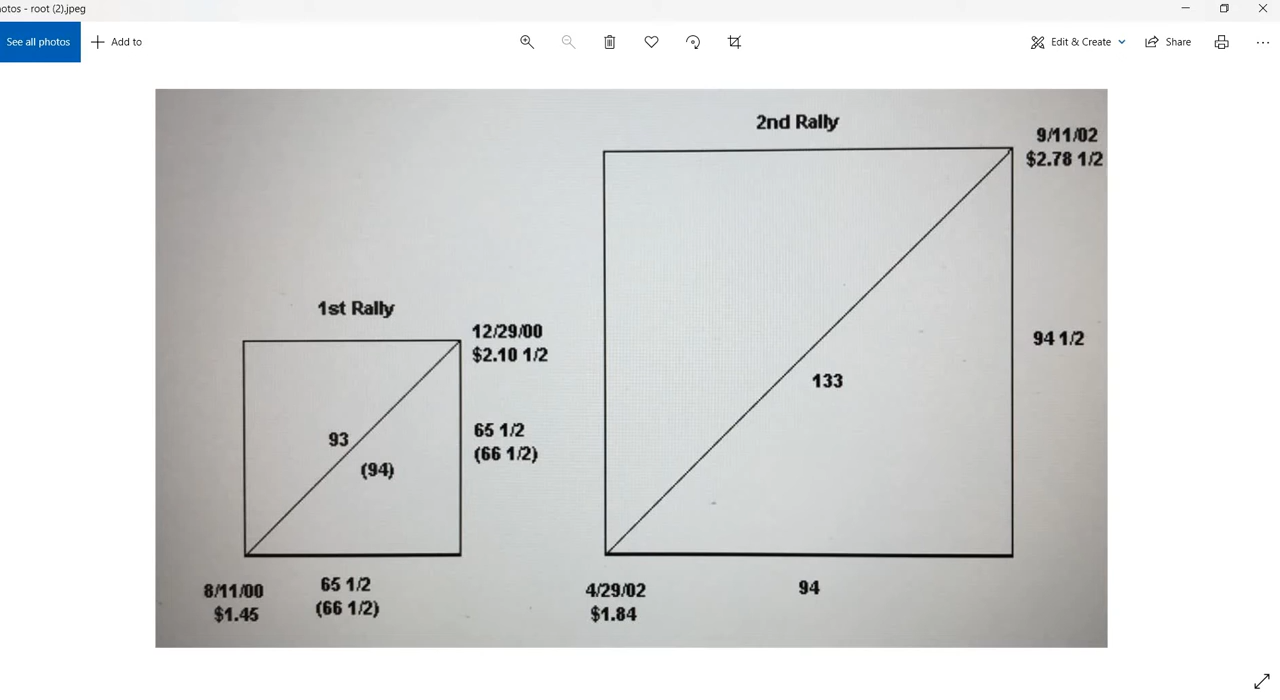 otos - root (2).jpeg
See all photos
Add to
Edit & Create
Share
2nd Rally
9/11/02
$2.78 1/2
1st Rally
12/29/00
$2.10 1/2
94 1/2
133
93
(94)
65 1/2
(66 1/2)
8/11/00
$1.45
65 1/2
(66 1/2)
4/29/02
$1.84
94